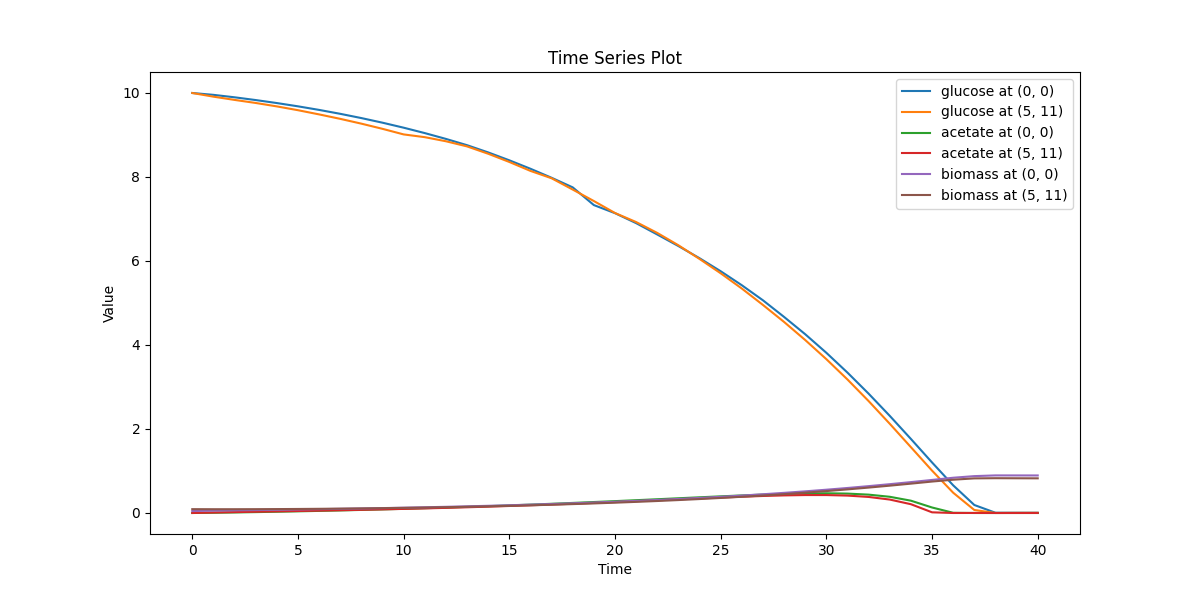 Time Series Plot
Value
10
8
6
4
2
0
glucose at (0, 0)
glucose at (5, 11)
acetate at (0, 0)
acetate at (5, 11)
biomass at (0, 0)
biomass at (5, 11)
0 5 10 15 20 25 30 35 40
Time